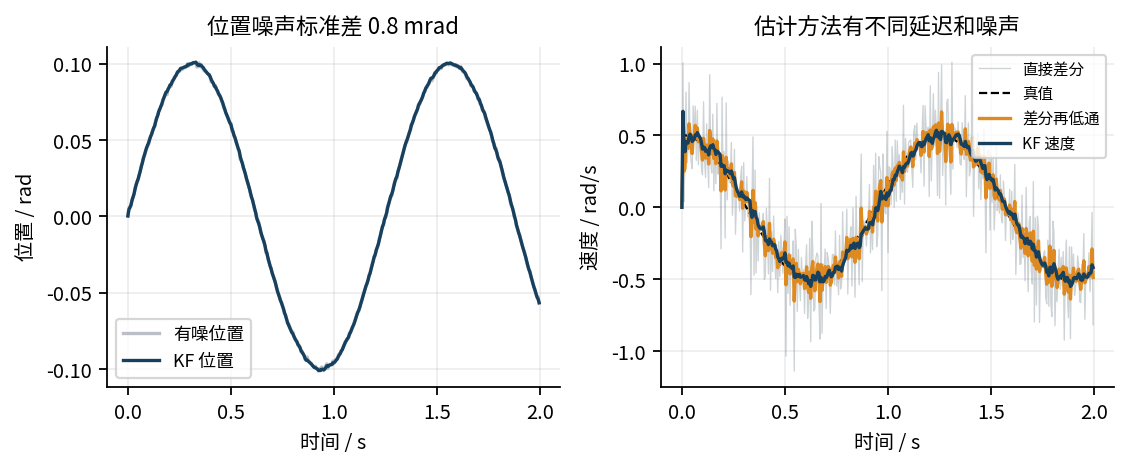 位置噪声标准差 0.8 mrad
位置 / rad
0.10
0.05
0.00
-0.05
-0.10
有噪位置
KF 位置
0.0 0.5 1.0 1.5 2.0
时间 / s
估计方法有不同延迟和噪声
速度 / rad/s
1.0
0.5
0.0
-0.5
-1.0
直接差分
真值
差分再低通
KF 速度
0.0 0.5 1.0 1.5 2.0
时间 / s